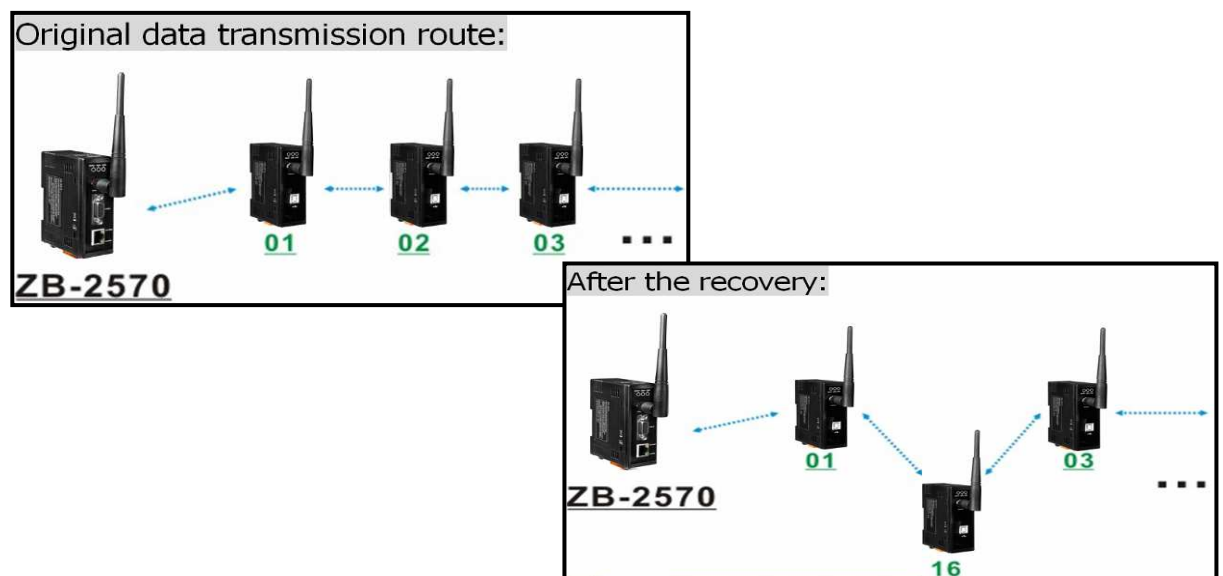 Original data transmission route:
01
02
03
...
ZB-2570
After the recovery:
01
03
...
ZB-2570
16